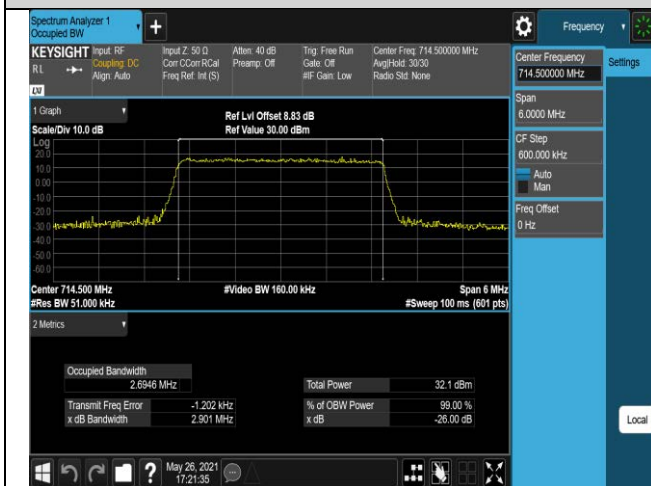 Spectrum Analyzer 1
Occupied BW
Frequency
KEYSIGHT
RL
Input: RF
Coupling: DC
Align: Auto
Input Z: 50 Ω
Corr CCorr RCal
Freq Ref: Int (S)
Atten: 40 dB
Preamp: Off
Trig: Free Run
Gate: Off
#IF Gain: Low
Center Freq: 714.500000 MHz
Avg|Hold: 30/30
Radio Std: None
LXI
1 Graph
Scale/Div 10.0 dB
Ref Lvl Offset 8.83 dB
Ref Value 30.00 dBm
Log
20.0
10.0
0.00
-10.0
-20.0
-30.0
-40.0
-50.0
-60.0
Center 714.500 MHz
#Res BW 51.000 kHz
#Video BW 160.00 kHz
Span 6 MHz
#Sweep 100 ms (601 pts)
2 Metrics
Occupied Bandwidth
2.6946 MHz
Total Power 32.1 dBm
Transmit Freq Error -1.202 kHz
% of OBW Power 99.00 %
x dB Bandwidth 2.901 MHz
x dB -26.00 dB
Center Frequency
714.500000 MHz
Span
6.0000 MHz
CF Step
600.000 kHz
Auto
Man
Freq Offset
0 Hz
Settings
Local
?
May 26, 2021
17:21:35